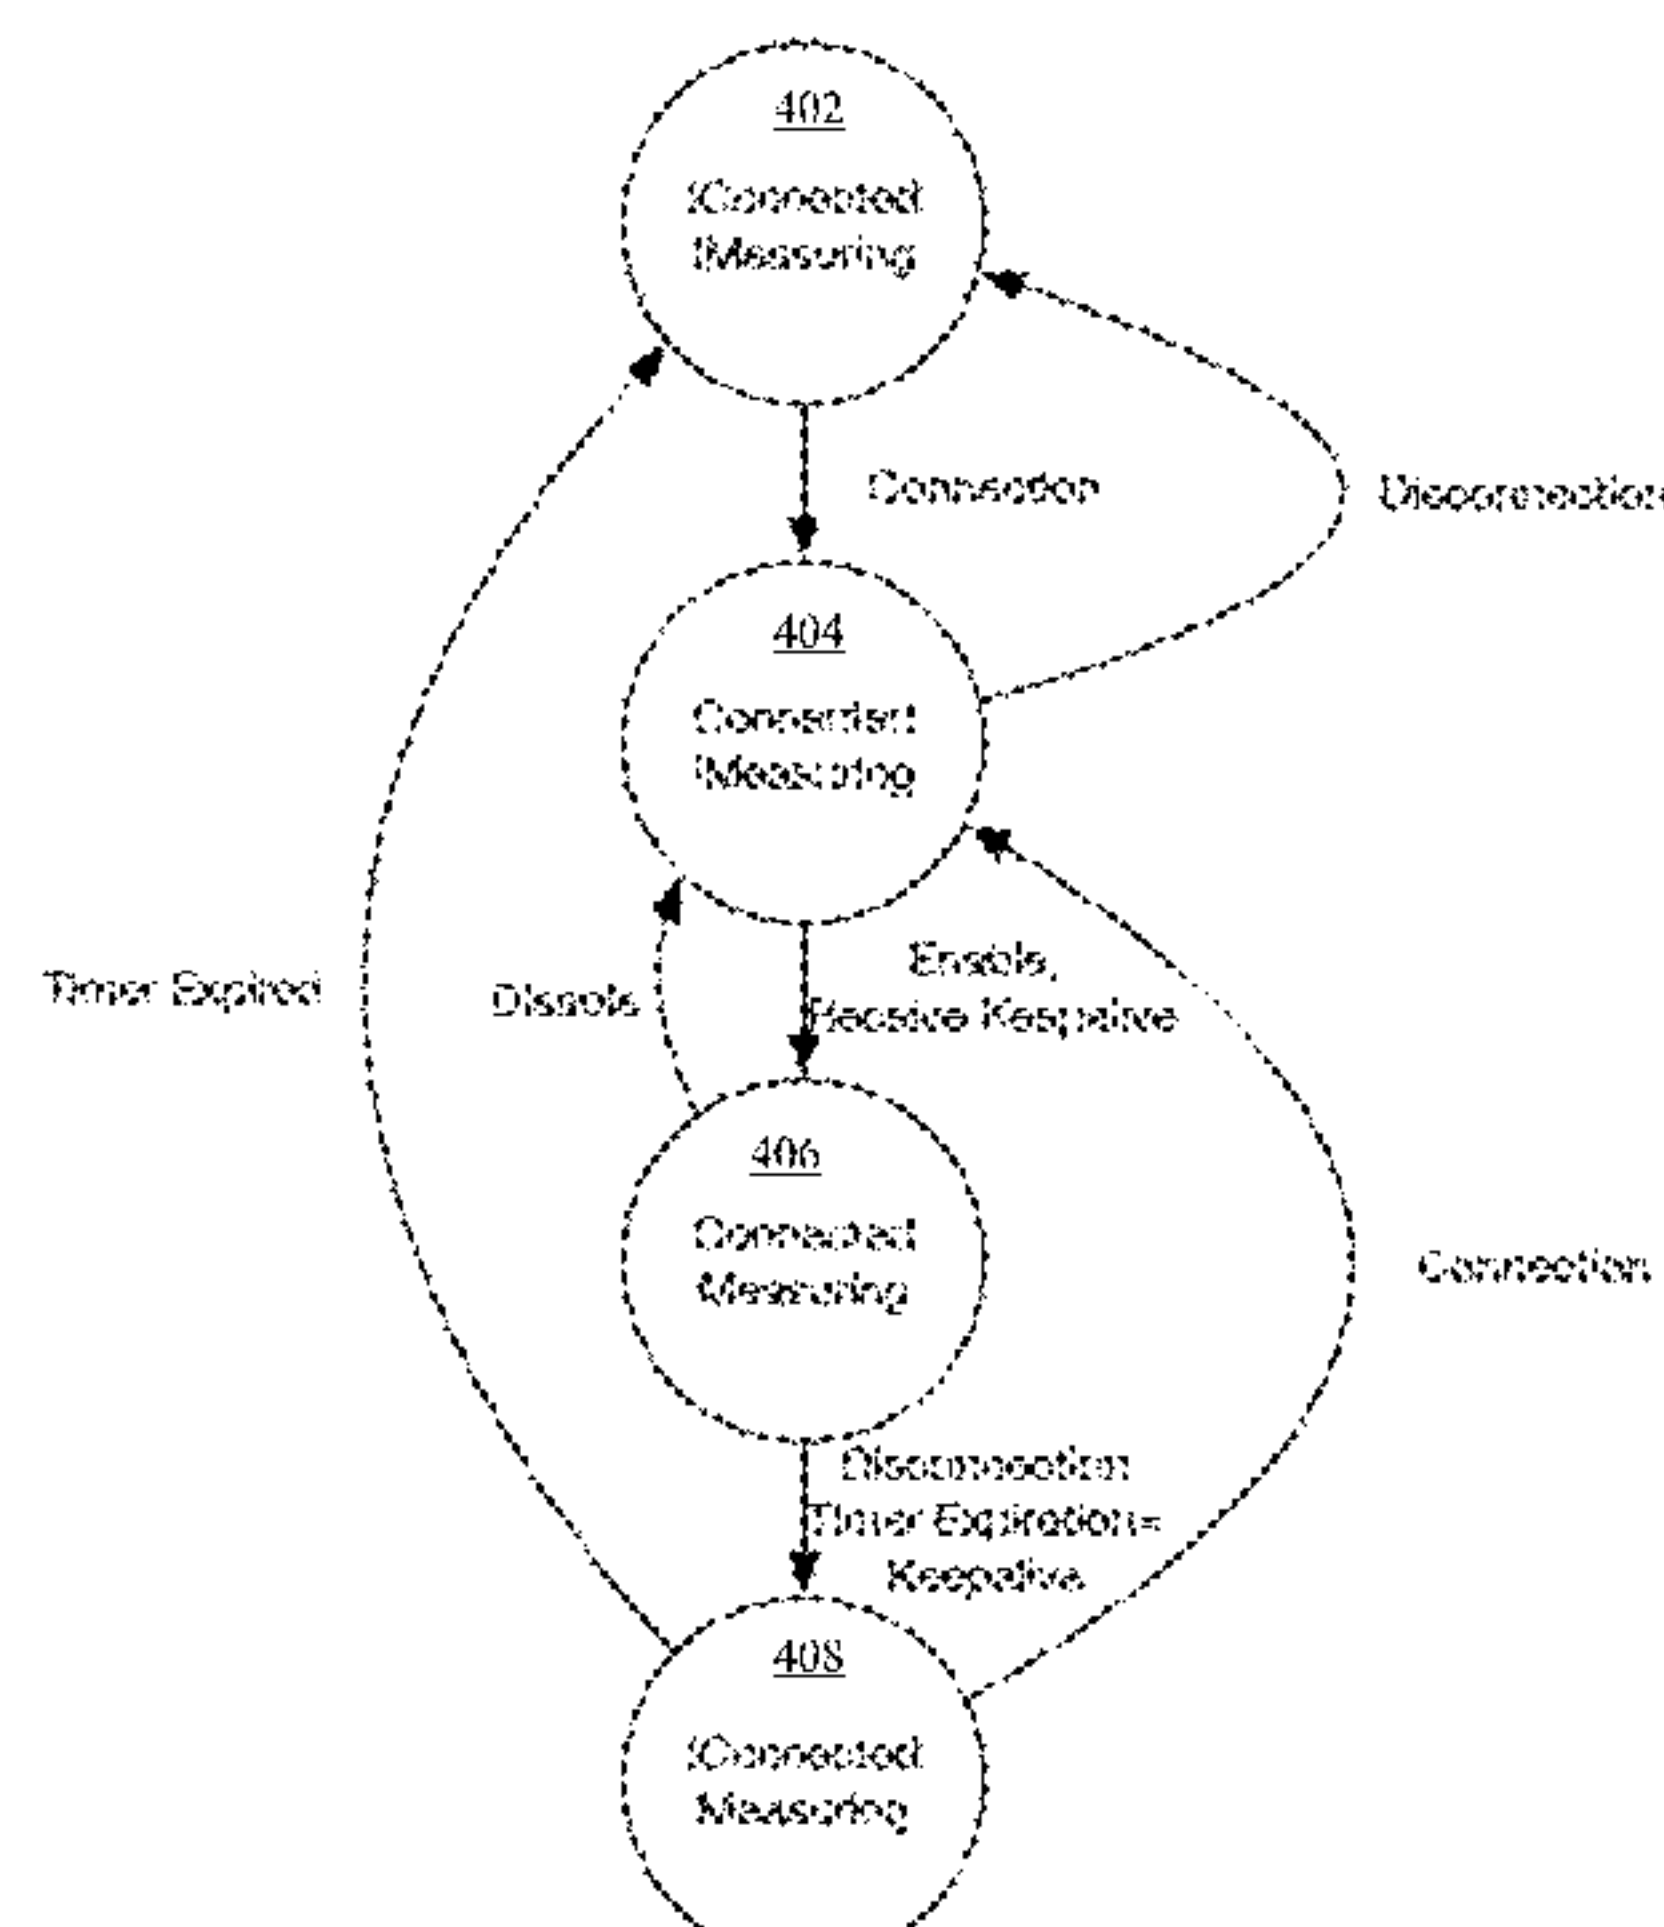 402
!Connected
!Measuring
Connection
Disconnection
404
Connected
!Measuring
Enable,
Timer Expired
Disable
Receive Keepalive
406
Connected
Measuring
Connection
Disconnection
Timer Expiration=
Keepalive
408
!Connected
Measuring